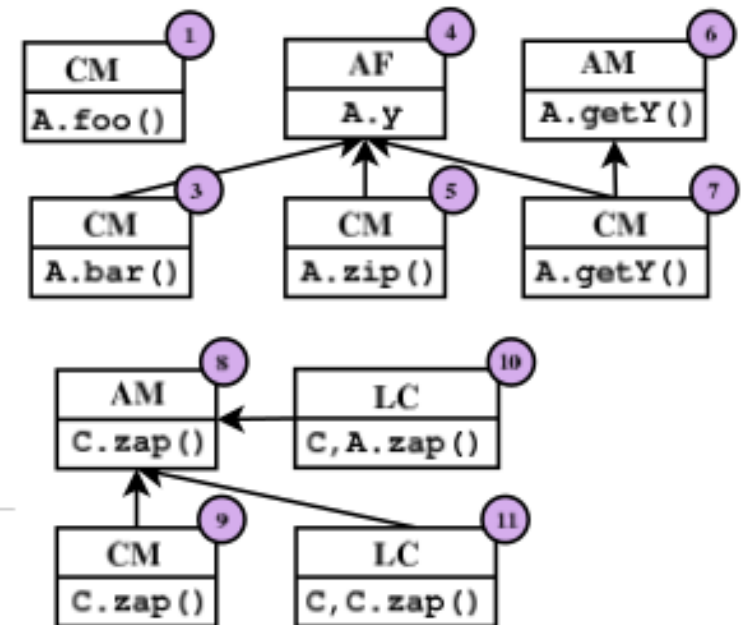 1
CM
A.foo()
4
AF
A.y
6
AM
A.getY()
3
CM
A.bar()
5
CM
A.zip()
7
CM
A.getY()
8
AM
C.zap()
10
LC
C,A.zap()
9
CM
C.zap()
11
LC
C,C.zap()